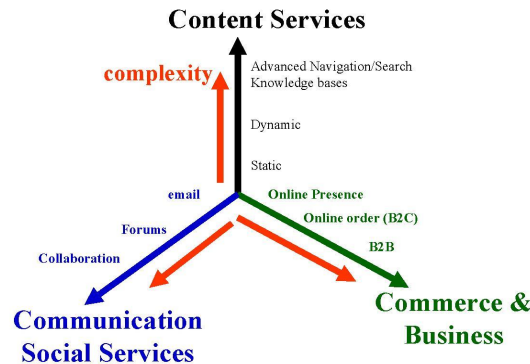 Content Services
complexity
Advanced Navigation/Search
Knowledge bases
Dynamic
Static
email
Online Presence
Forums
Online order (B2C)
Collaboration
B2B
Communication
Social Services
Commerce &
Business